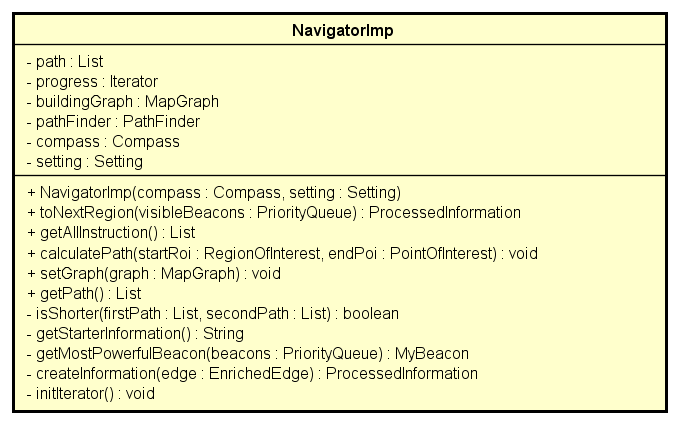 NavigatorImp
- path : List
- progress : Iterator
- buildingGraph : MapGraph
- pathFinder : PathFinder
- compass : Compass
- setting : Setting
+ NavigatorImp(compass : Compass, setting : Setting)
+ toNextRegion(visibleBeacons : PriorityQueue) : ProcessedInformation
+ getAllInstruction() : List
+ calculatePath(startRoi : RegionOfInterest, endPoi : PointOfInterest) : void
+ setGraph(graph : MapGraph) : void
+ getPath() : List
- isShorter(firstPath : List, secondPath : List) : boolean
- getStarterInformation() : String
- getMostPowerfulBeacon(beacons : PriorityQueue) : MyBeacon
- createInformation(edge : EnrichedEdge) : ProcessedInformation
- initIterator() : void